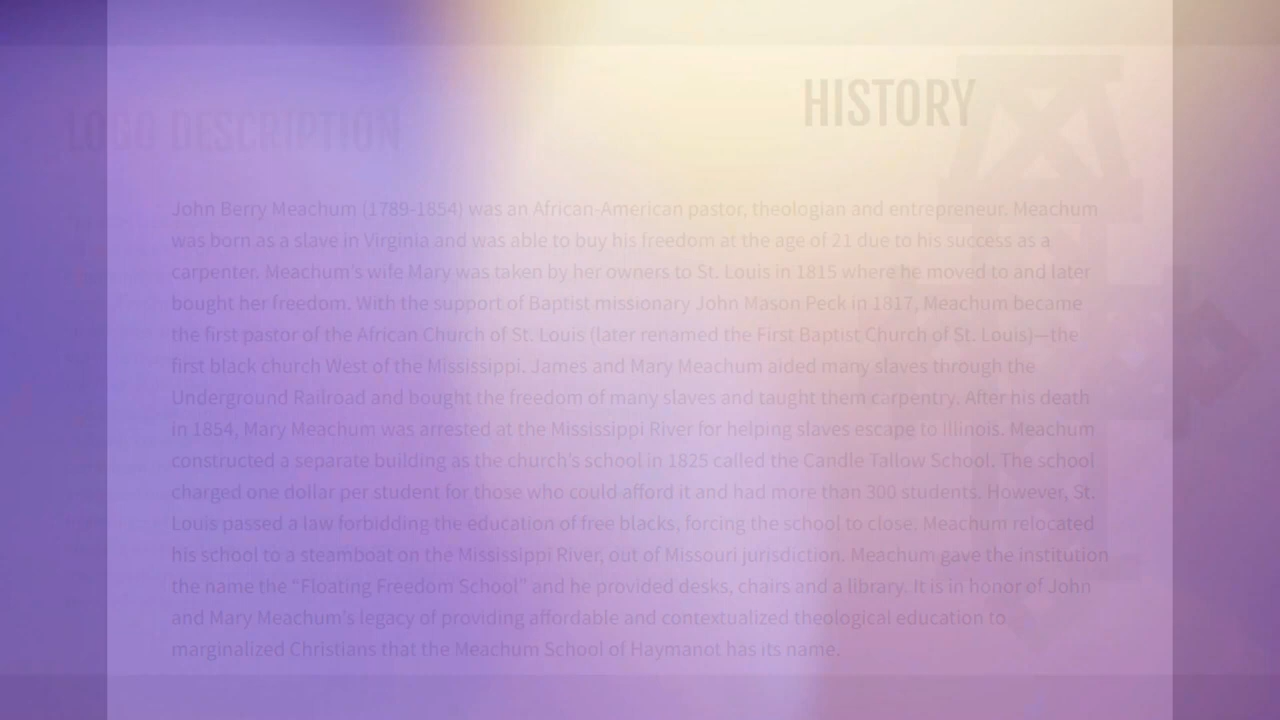 HISTORY
LOGO DESCRIPTION
John Berry Meachum (1789-1854) was an African-American pastor, theologian and entrepreneur. Meachum
was born as a slave in Virginia and was able to buy his freedom at the age of 21 due to his success as a
carpenter. Meachum's wife Mary was taken by her owners to St. Louis in 1815 where he moved to and later
bought her freedom. With the support of Baptist missionary John Mason Peck in 1817, Meachum became
the first pastor of the African Church of St. Louis (later renamed the First Baptist Church of St. Louis)—the
first black church West of the Mississippi. James and Mary Meachum aided many slaves through the
Underground Railroad and bought the freedom of many slaves and taught them carpentry. After his death
in 1854, Mary Meachum was arrested at the Mississippi River for helping slaves escape to Illinois. Meachum
constructed a separate building as the church's school in 1825 called the Candle Tallow School. The school
charged one dollar per student for those who could afford it and had more than 300 students. However, St.
Louis passed a law forbidding the education of free blacks, forcing the school to close. Meachum relocated
his school to a steamboat on the Mississippi River, out of Missouri jurisdiction. Meachum gave the institution
the name the “Floating Freedom School” and he provided desks, chairs and a library. It is in honor of John
and Mary Meachum's legacy of providing affordable and contextualized theological education to
marginalized Christians that the Meachum School of Haymanot has its name.